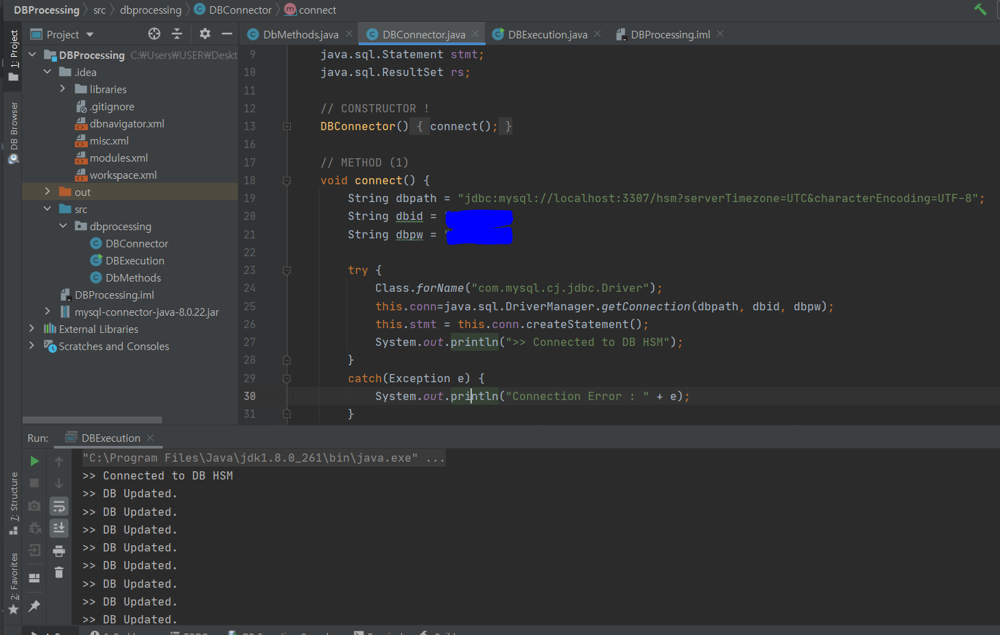 DBProcessing src dbprocessing DBConnector m connect
Project
DbMethods.java DBConnector.java DBExecution.java DBProcessing.iml
1: Project
DB Browser
7: Structure
2: Favorites
DBProcessing C:₩Users₩USER₩Deskt
.idea
libraries
.gitignore
dbnavigator.xml
misc.xml
modules.xml
workspace.xml
out
src
dbprocessing
DBConnector
DBExecution
DbMethods
DBProcessing.iml
mysql-connector-java-8.0.22.jar
External Libraries
Scratches and Consoles
9 java.sql.Statement stmt;
10 java.sql.ResultSet rs;
11
12 // CONSTRUCTOR !
13 DBConnector() { connect(); }
16
17 // METHOD (1)
18 void connect() {
19 String dbpath = "jdbc:mysql://localhost:3307/hsm?serverTimezone=UTC&characterEncoding=UTF-8";
20 String dbid = "
21 String dbpw = "
22
23 try {
24 Class.forName("com.mysql.cj.jdbc.Driver");
25 this.conn=java.sql.DriverManager.getConnection(dbpath, dbid, dbpw);
26 this.stmt = this.conn.createStatement();
27 System.out.println(">> Connected to DB HSM");
28 }
29 catch(Exception e) {
30 System.out.println("Connection Error : " + e);
31 }
Run: DBExecution
"C:\Program Files\Java\jdk1.8.0_261\bin\java.exe" ...
>> Connected to DB HSM
>> DB Updated.
>> DB Updated.
>> DB Updated.
>> DB Updated.
>> DB Updated.
>> DB Updated.
>> DB Updated.
>> DB Updated.